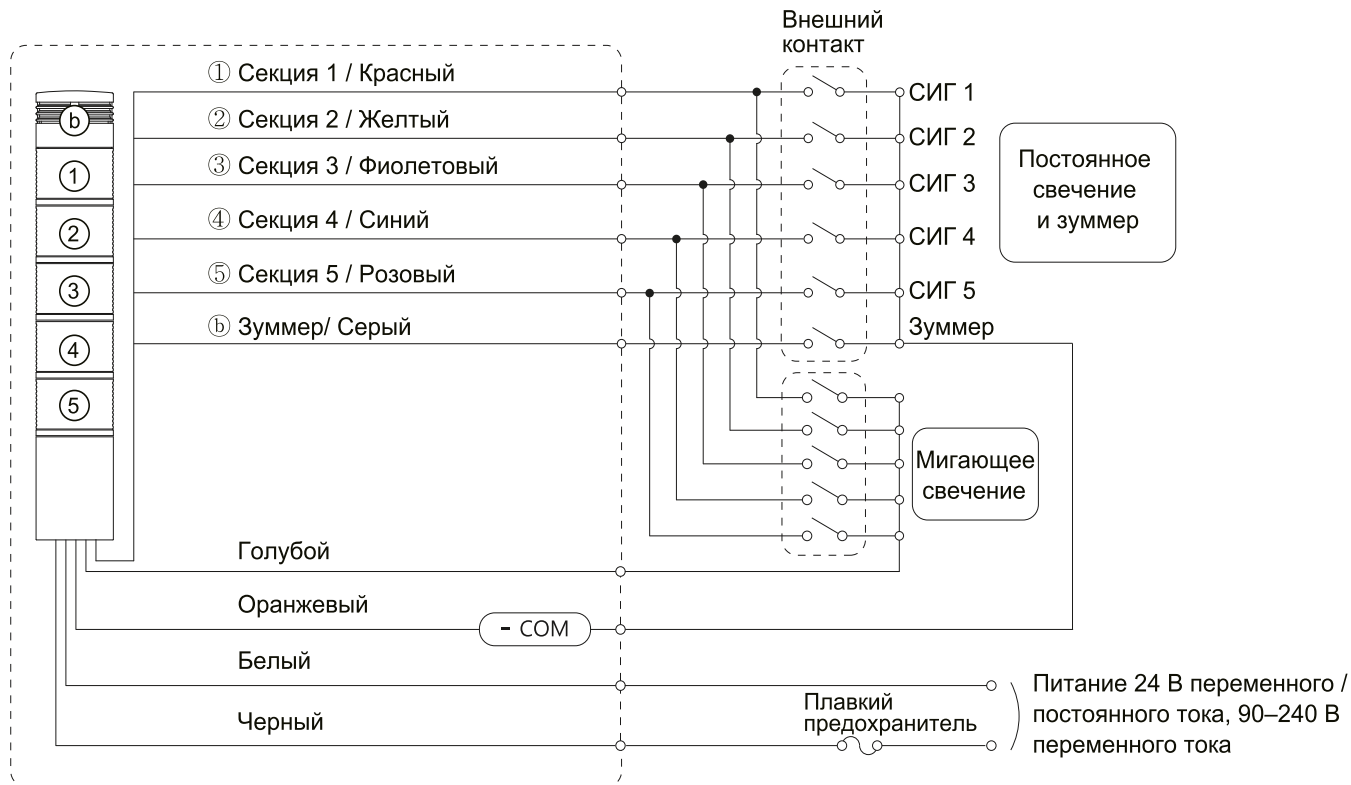 Внешний
контакт
① Секция 1 / Красный
СИГ 1
② Секция 2 / Желтый
СИГ 2
③ Секция 3 / Фиолетовый
СИГ 3
④ Секция 4 / Синий
СИГ 4
⑤ Секция 5 / Розовый
СИГ 5
ⓑ Зуммер/ Серый
Зуммер
b
1
2
3
4
5
Постоянное
свечение
и зуммер
Мигающее
свечение
Голубой
Оранжевый
- COM
Белый
Черный
Плавкий
предохранитель
Питание 24 В переменного /
постоянного тока, 90–240 В
переменного тока